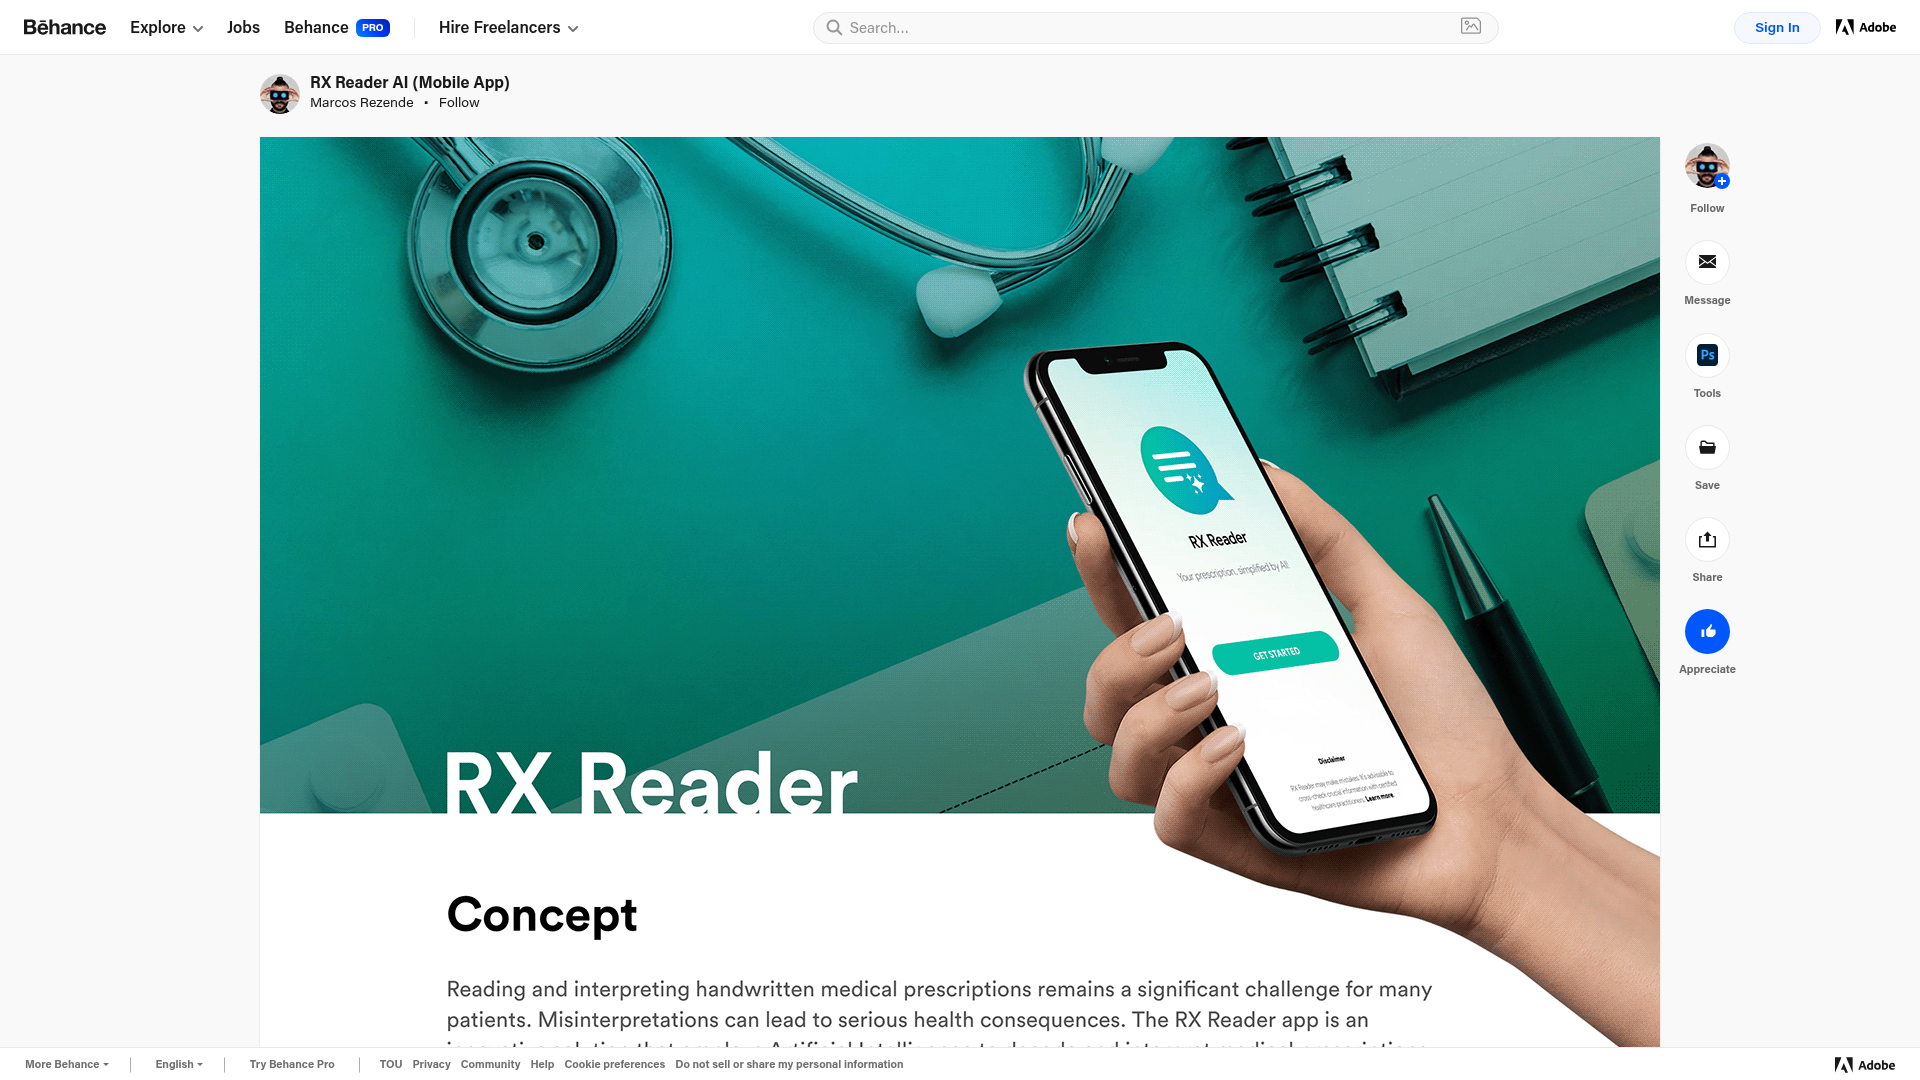 Bēhance
Explore
Jobs
Behance PRO
Hire Freelancers
Search...
Sign In
Adobe
RX Reader AI (Mobile App)
Marcos Rezende • Follow
Follow
Message
Ps
Tools
Save
Share
Appreciate
RX Reader
Your prescription, simplified by AI.
GET STARTED
Disclaimer
RX Reader may make mistakes. It's advisable to
cross-check crucial information with certified
healthcare practitioners. Learn more.
RX Reader
Concept
Reading and interpreting handwritten medical prescriptions remains a significant challenge for many
patients. Misinterpretations can lead to serious health consequences. The RX Reader app is an
More Behance
English
Try Behance Pro
TOU
Privacy
Community
Help
Cookie preferences
Do not sell or share my personal information
Adobe